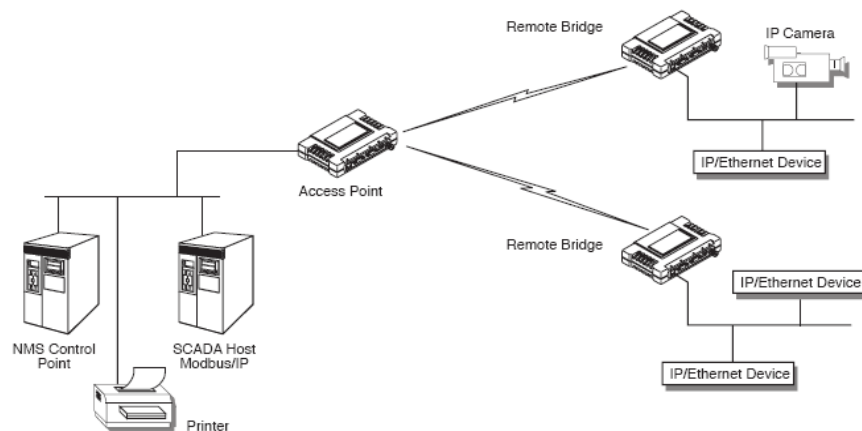 Remote Bridge
IP Camera
IP/Ethernet Device
Access Point
Remote Bridge
IP/Ethernet Device
NMS Control
Point
SCADA Host
Modbus/IP
IP/Ethernet Device
Printer